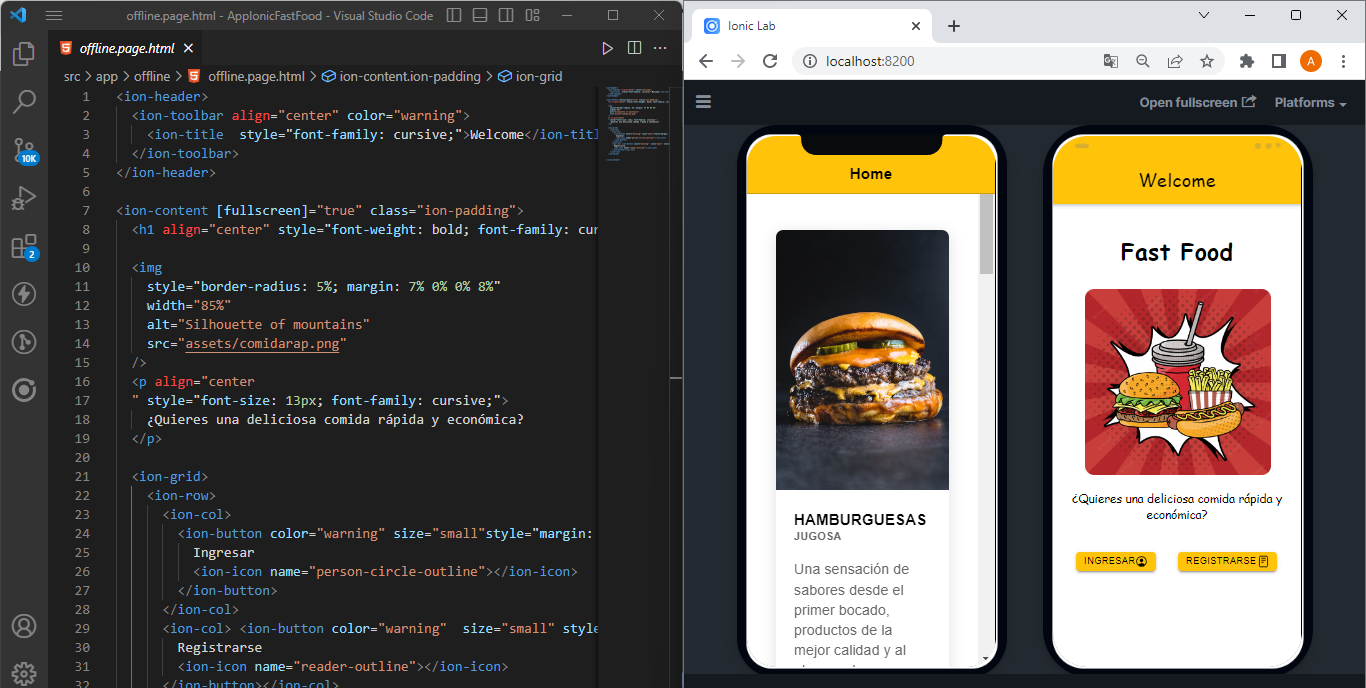 offline.page.html - AppIonicFastFood - Visual Studio Code
offline.page.html
src > app > offline > offline.page.html > ion-content.ion-padding > ion-grid
1 <ion-header>
2 <ion-toolbar align="center" color="warning">
3 <ion-title  style="font-family: cursive;">Welcome</ion-titl
4 </ion-toolbar>
5 </ion-header>
6
7 <ion-content [fullscreen]="true" class="ion-padding">
8 <h1 align="center" style="font-weight: bold; font-family: cur
9
10 <img
11 style="border-radius: 5%; margin: 7% 0% 0% 8%"
12 width="85%"
13 alt="Silhouette of mountains"
14 src="assets/comidarap.png"
15 />
16 <p align="center
17 " style="font-size: 13px; font-family: cursive;">
18 ¿Quieres una deliciosa comida rápida y económica?
19 </p>
20
21 <ion-grid>
22 <ion-row>
23 <ion-col>
24 <ion-button color="warning" size="small"style="margin:
25 Ingresar
26 <ion-icon name="person-circle-outline"></ion-icon>
27 </ion-button>
28 </ion-col>
29 <ion-col> <ion-button color="warning"  size="small" style
30 Registrarse
31 <ion-icon name="reader-outline"></ion-icon>
32 </ion-button></ion-col>
10K
2
Ionic Lab
localhost:8200
A
Open fullscreen
Platforms
Home
HAMBURGUESAS
JUGOSA
Una sensación de
sabores desde el
primer bocado,
productos de la
mejor calidad y al
Welcome
Fast Food
¿Quieres una deliciosa comida rápida y
económica?
INGRESAR
REGISTRARSE